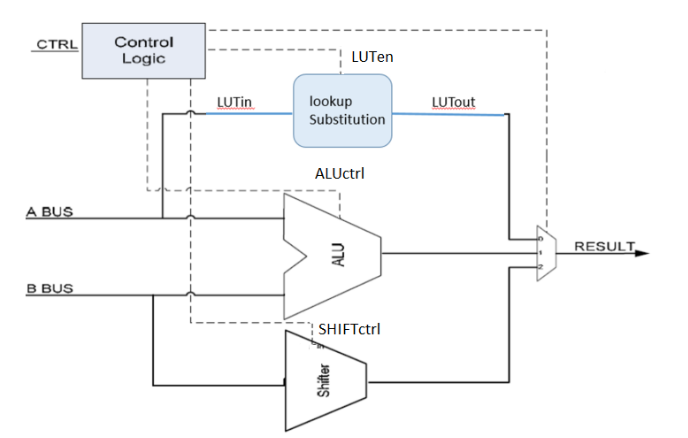 CTRL
Control
Logic
LUTen
LUTin
lookup
Substitution
LUTout
ALUctrl
A BUS
ALU
0
1
2
RESULT
B BUS
SHIFTctrl
Shifter